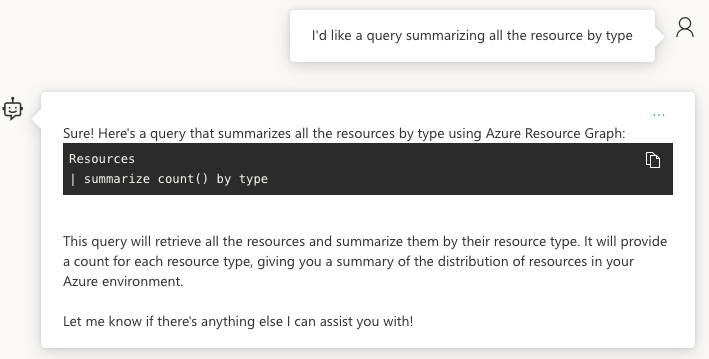 I'd like a query summarizing all the resource by type
...
Sure! Here's a query that summarizes all the resources by type using Azure Resource Graph:
Resources
| summarize count() by type
This query will retrieve all the resources and summarize them by their resource type. It will provide
a count for each resource type, giving you a summary of the distribution of resources in your
Azure environment.
Let me know if there's anything else I can assist you with!